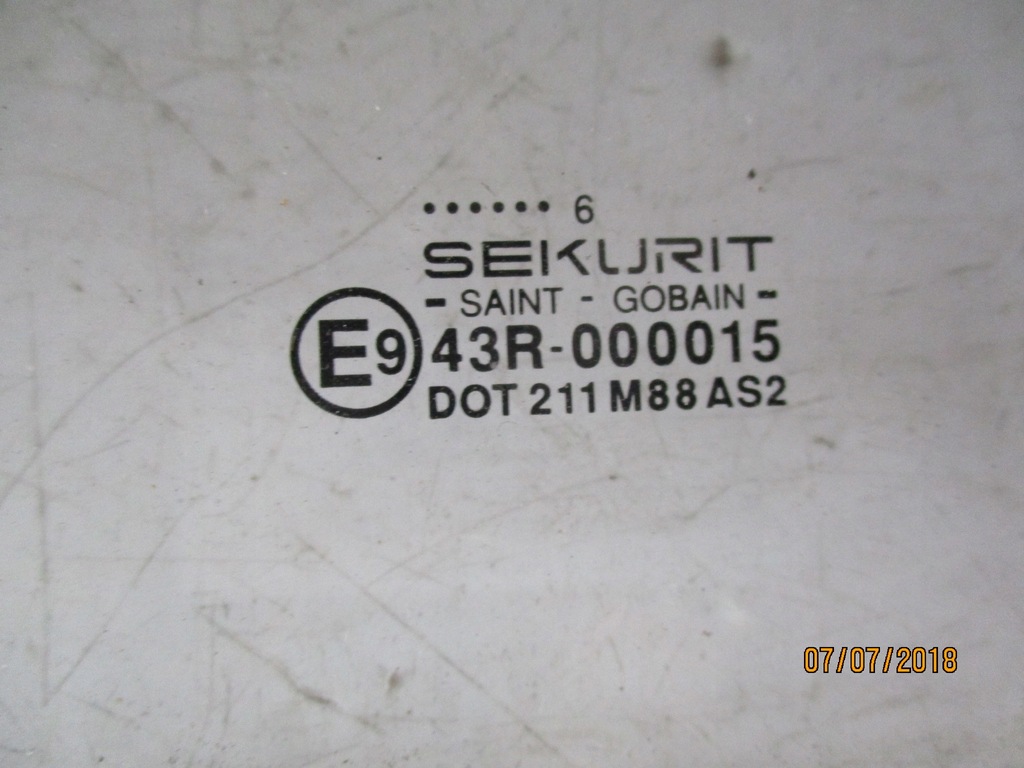 ...... 6
SEKURIT
- SAINT - GOBAIN -
E9 43R-000015
DOT 211 M88 AS2
07/07/2018